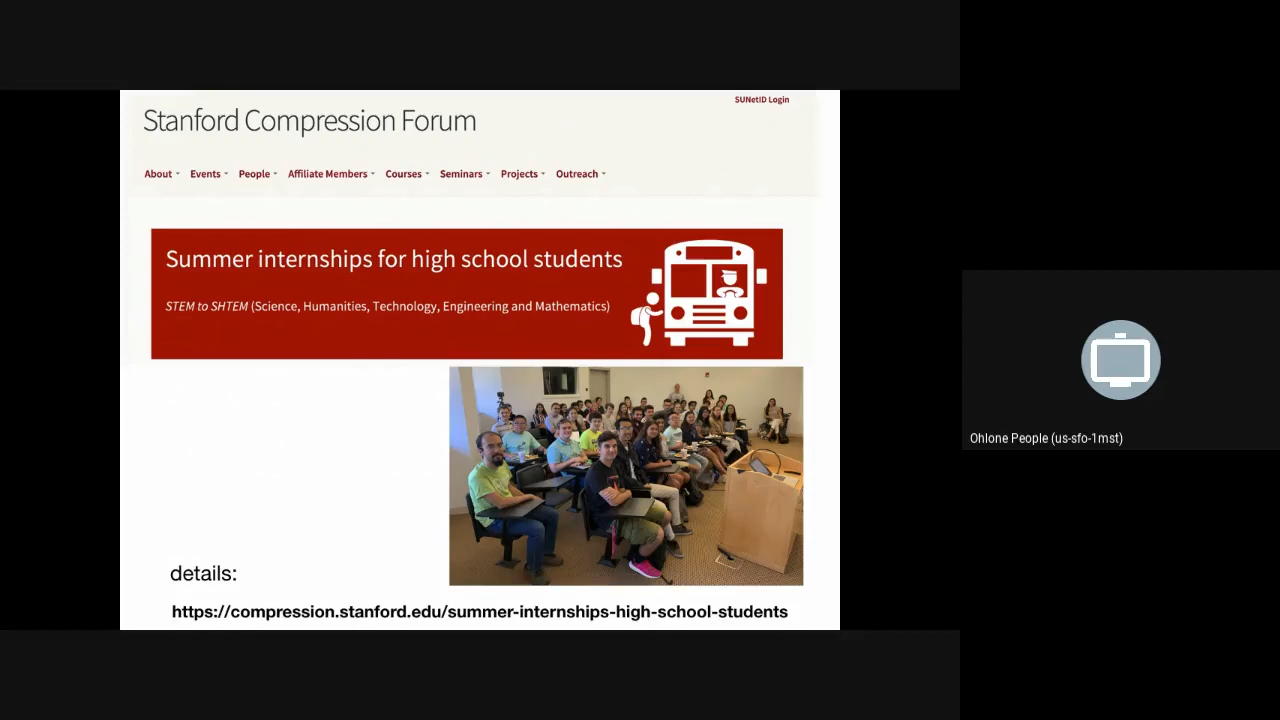 SUNetID Login
Stanford Compression Forum
About Events People Affiliate Members Courses Seminars Projects Outreach
Summer internships for high school students
STEM to SHTEM (Science, Humanities, Technology, Engineering and Mathematics)
details:
https://compression.stanford.edu/summer-internships-high-school-students
Ohlone People (us-sfo-1mst)